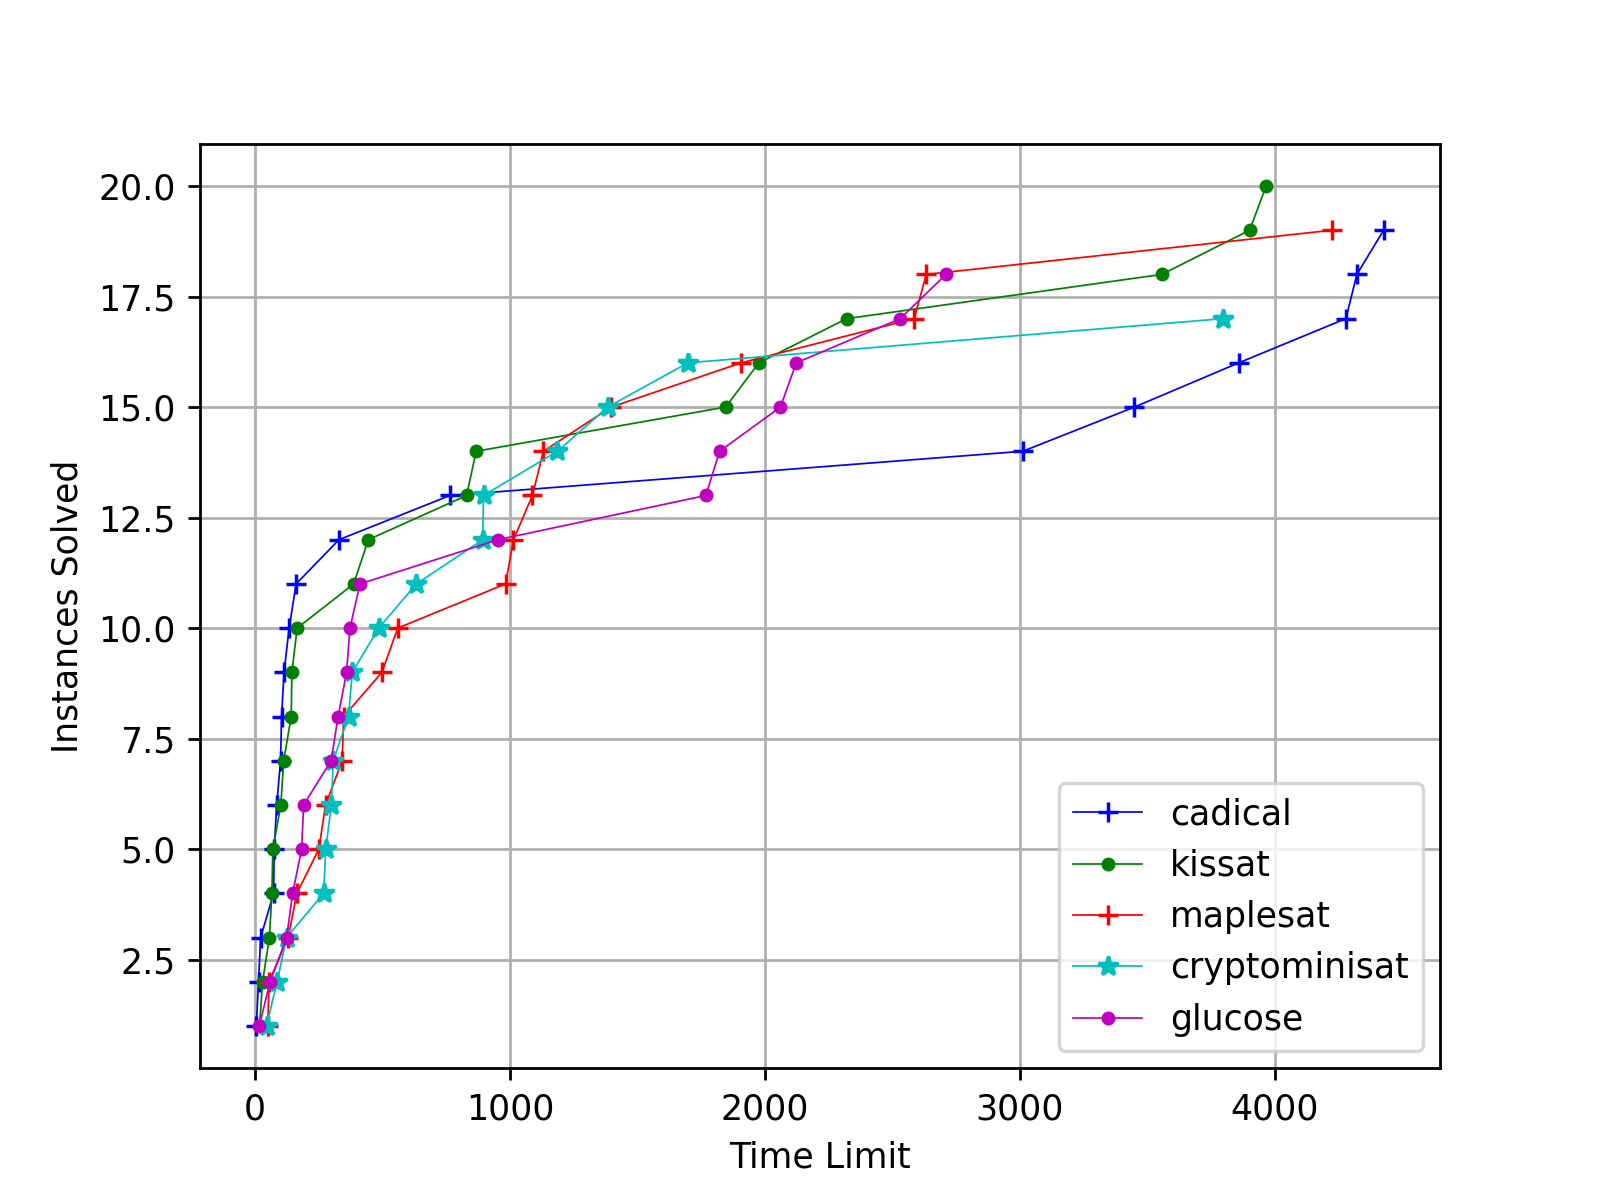 20.0
17.5
15.0
12.5
10.0
7.5
5.0
2.5
Instances Solved
0 1000 2000 3000 4000
Time Limit
cadical
kissat
maplesat
cryptominisat
glucose